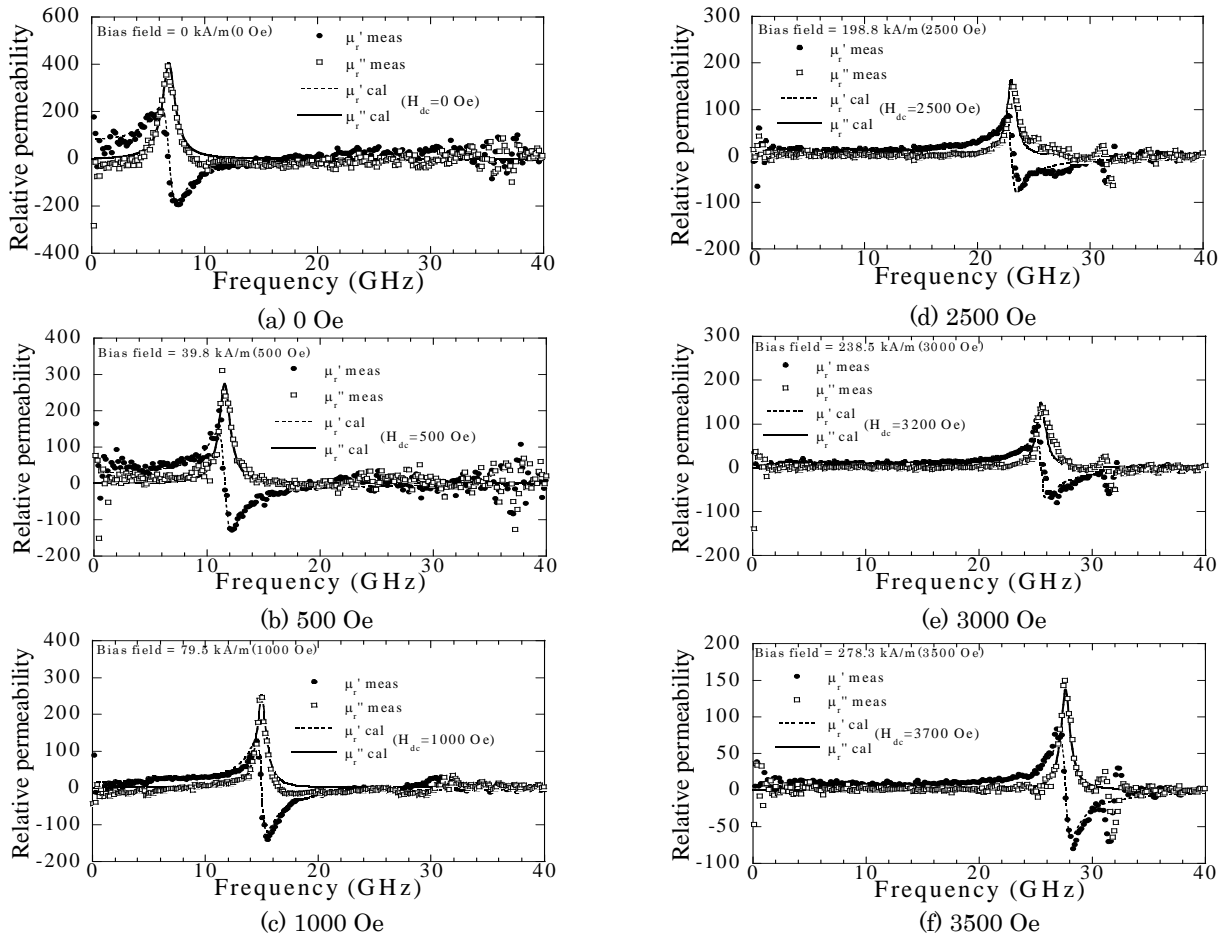 Bias field = 0 kA/m(0 Oe)
μr' meas
μr'' meas
μr' cal
(Hdc=0 Oe)
μr'' cal
Relative permeability
600
400
200
0
-200
-400
0
10
20
30
40
Frequency (GHz)
(a) 0 Oe
Bias field = 39.8 kA/m(500 Oe)
μr' meas
μr'' meas
μr' cal
(Hdc=500 Oe)
μr'' cal
Relative permeability
400
300
200
100
0
-100
-200
0
10
20
30
40
Frequency (GHz)
(b) 500 Oe
Bias field = 79.5 kA/m(1000 Oe)
μr' meas
μr'' meas
μr' cal
(Hdc=1000 Oe)
μr'' cal
Relative permeability
400
300
200
100
0
-100
-200
0
10
20
30
40
Frequency (GHz)
(c) 1000 Oe
Bias field = 198.8 kA/m(2500 Oe)
μr' meas
μr'' meas
μr' cal
(Hdc=2500 Oe)
μr'' cal
Relative permeability
300
200
100
0
-100
-200
0
10
20
30
40
Frequency (GHz)
(d) 2500 Oe
Bias field = 238.5 kA/m(3000 Oe)
μr' meas
μr'' meas
μr' cal
(Hdc=3200 Oe)
μr'' cal
Relative permeability
300
200
100
0
-100
-200
0
10
20
30
40
Frequency (GHz)
(e) 3000 Oe
Bias field = 278.3 kA/m(3500 Oe)
μr' meas
μr'' meas
μr' cal
(Hdc=3700 Oe)
μr'' cal
Relative permeability
200
150
100
50
0
-50
-100
0
10
20
30
40
Frequency (GHz)
(f) 3500 Oe